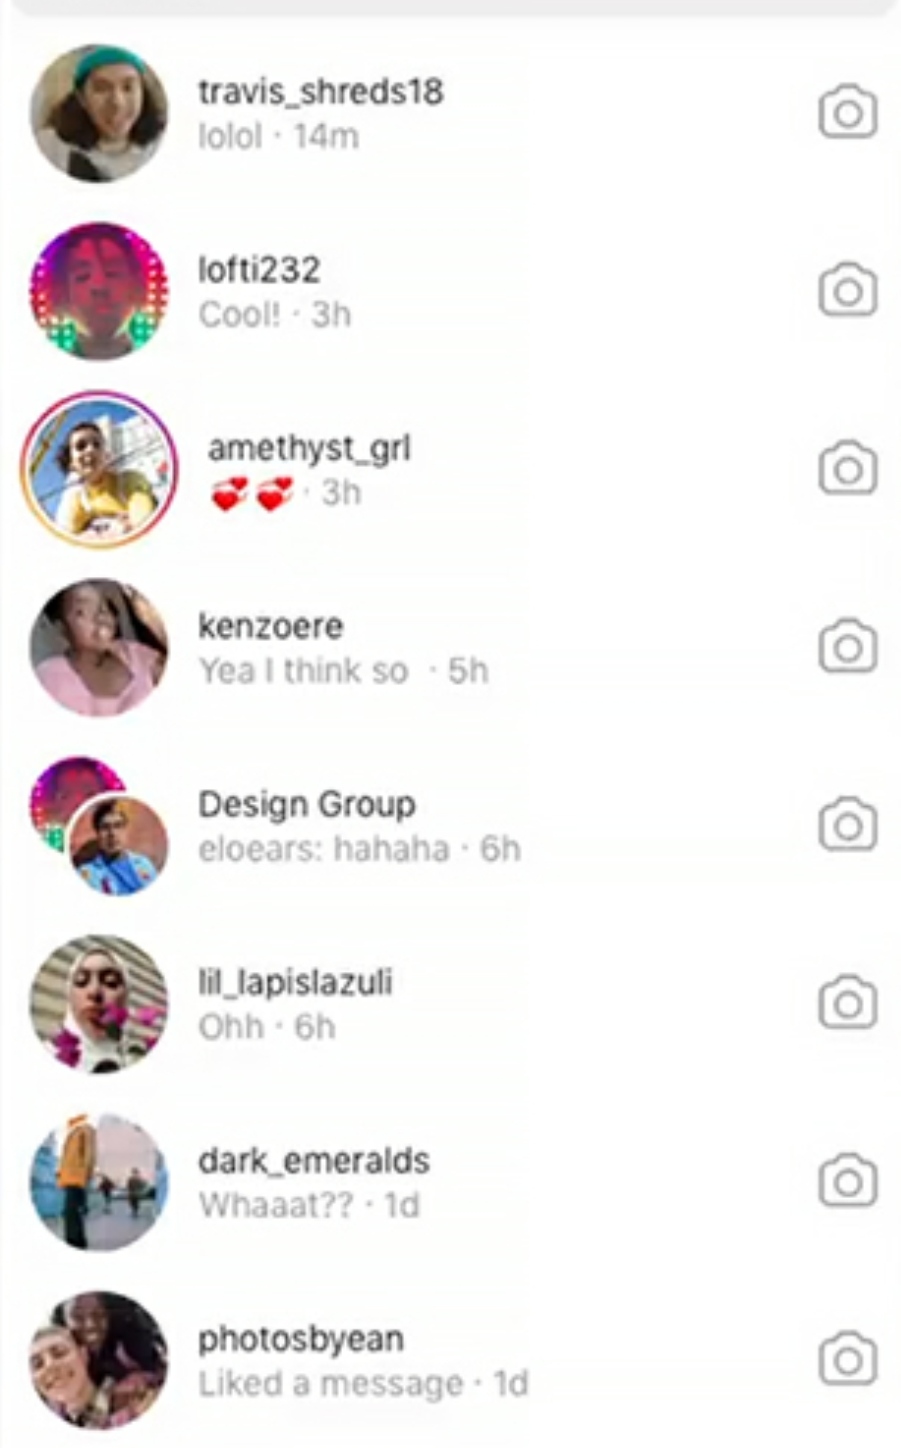 travis_shreds18
lolol · 14m
lofti232
Cool! · 3h
amethyst_grl
💞💞 · 3h
kenzoere
Yea I think so · 5h
Design Group
eloears: hahaha · 6h
lil_lapislazuli
Ohh · 6h
dark_emeralds
Whaaat?? · 1d
photosbyean
Liked a message · 1d